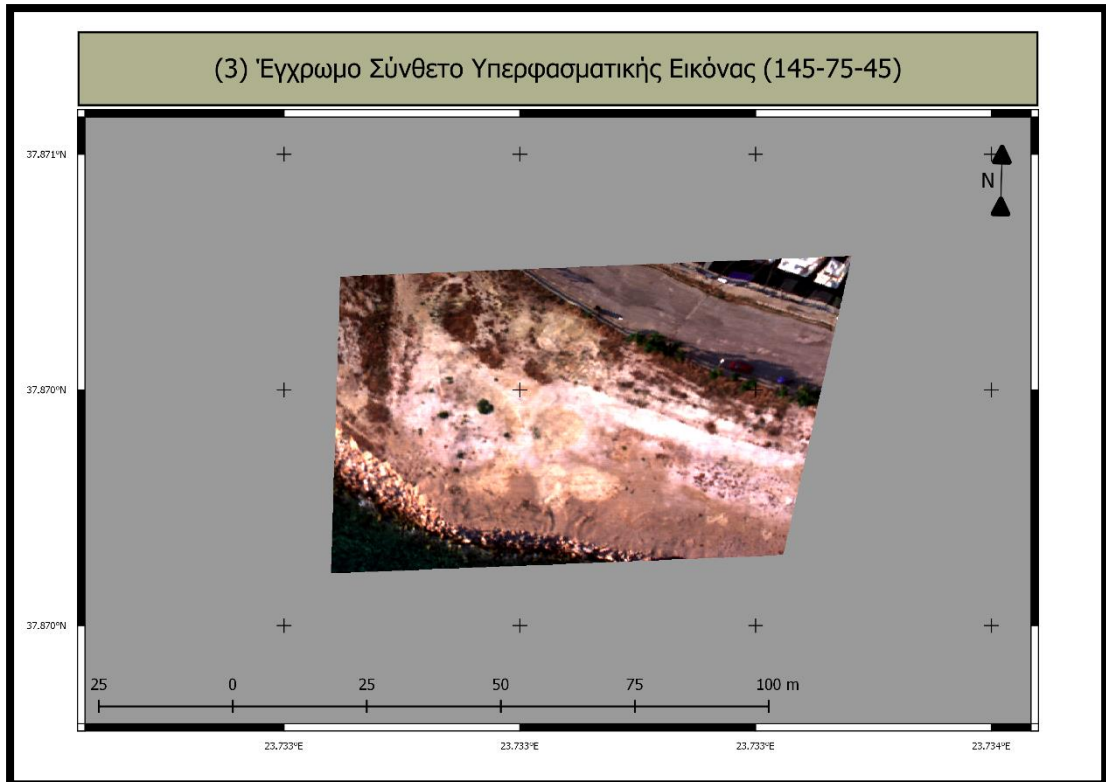 (3) Έγχρωμο Σύνθετο Υπερφασματικής Εικόνας (145-75-45)
37.871°N
N
37.870°N
37.870°N
25 0 25 50 75 100 m
23.733°E 23.733°E 23.733°E 23.734°E